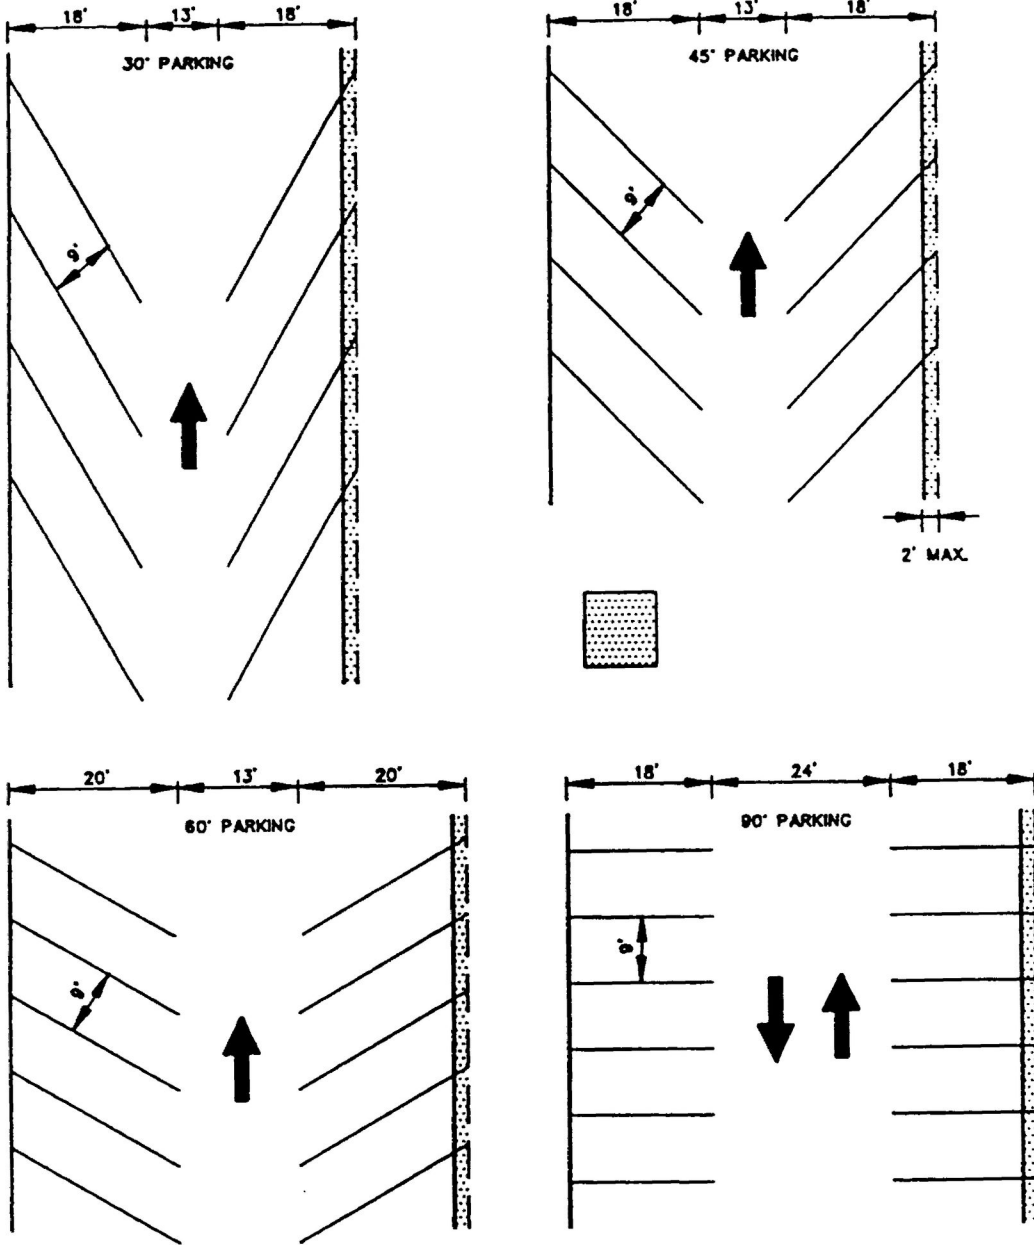 18' 13' 18'
30° PARKING
9'
18' 13' 18'
45° PARKING
9'
2' MAX.
20' 13' 20'
60° PARKING
9'
18' 24' 18'
90° PARKING
9'